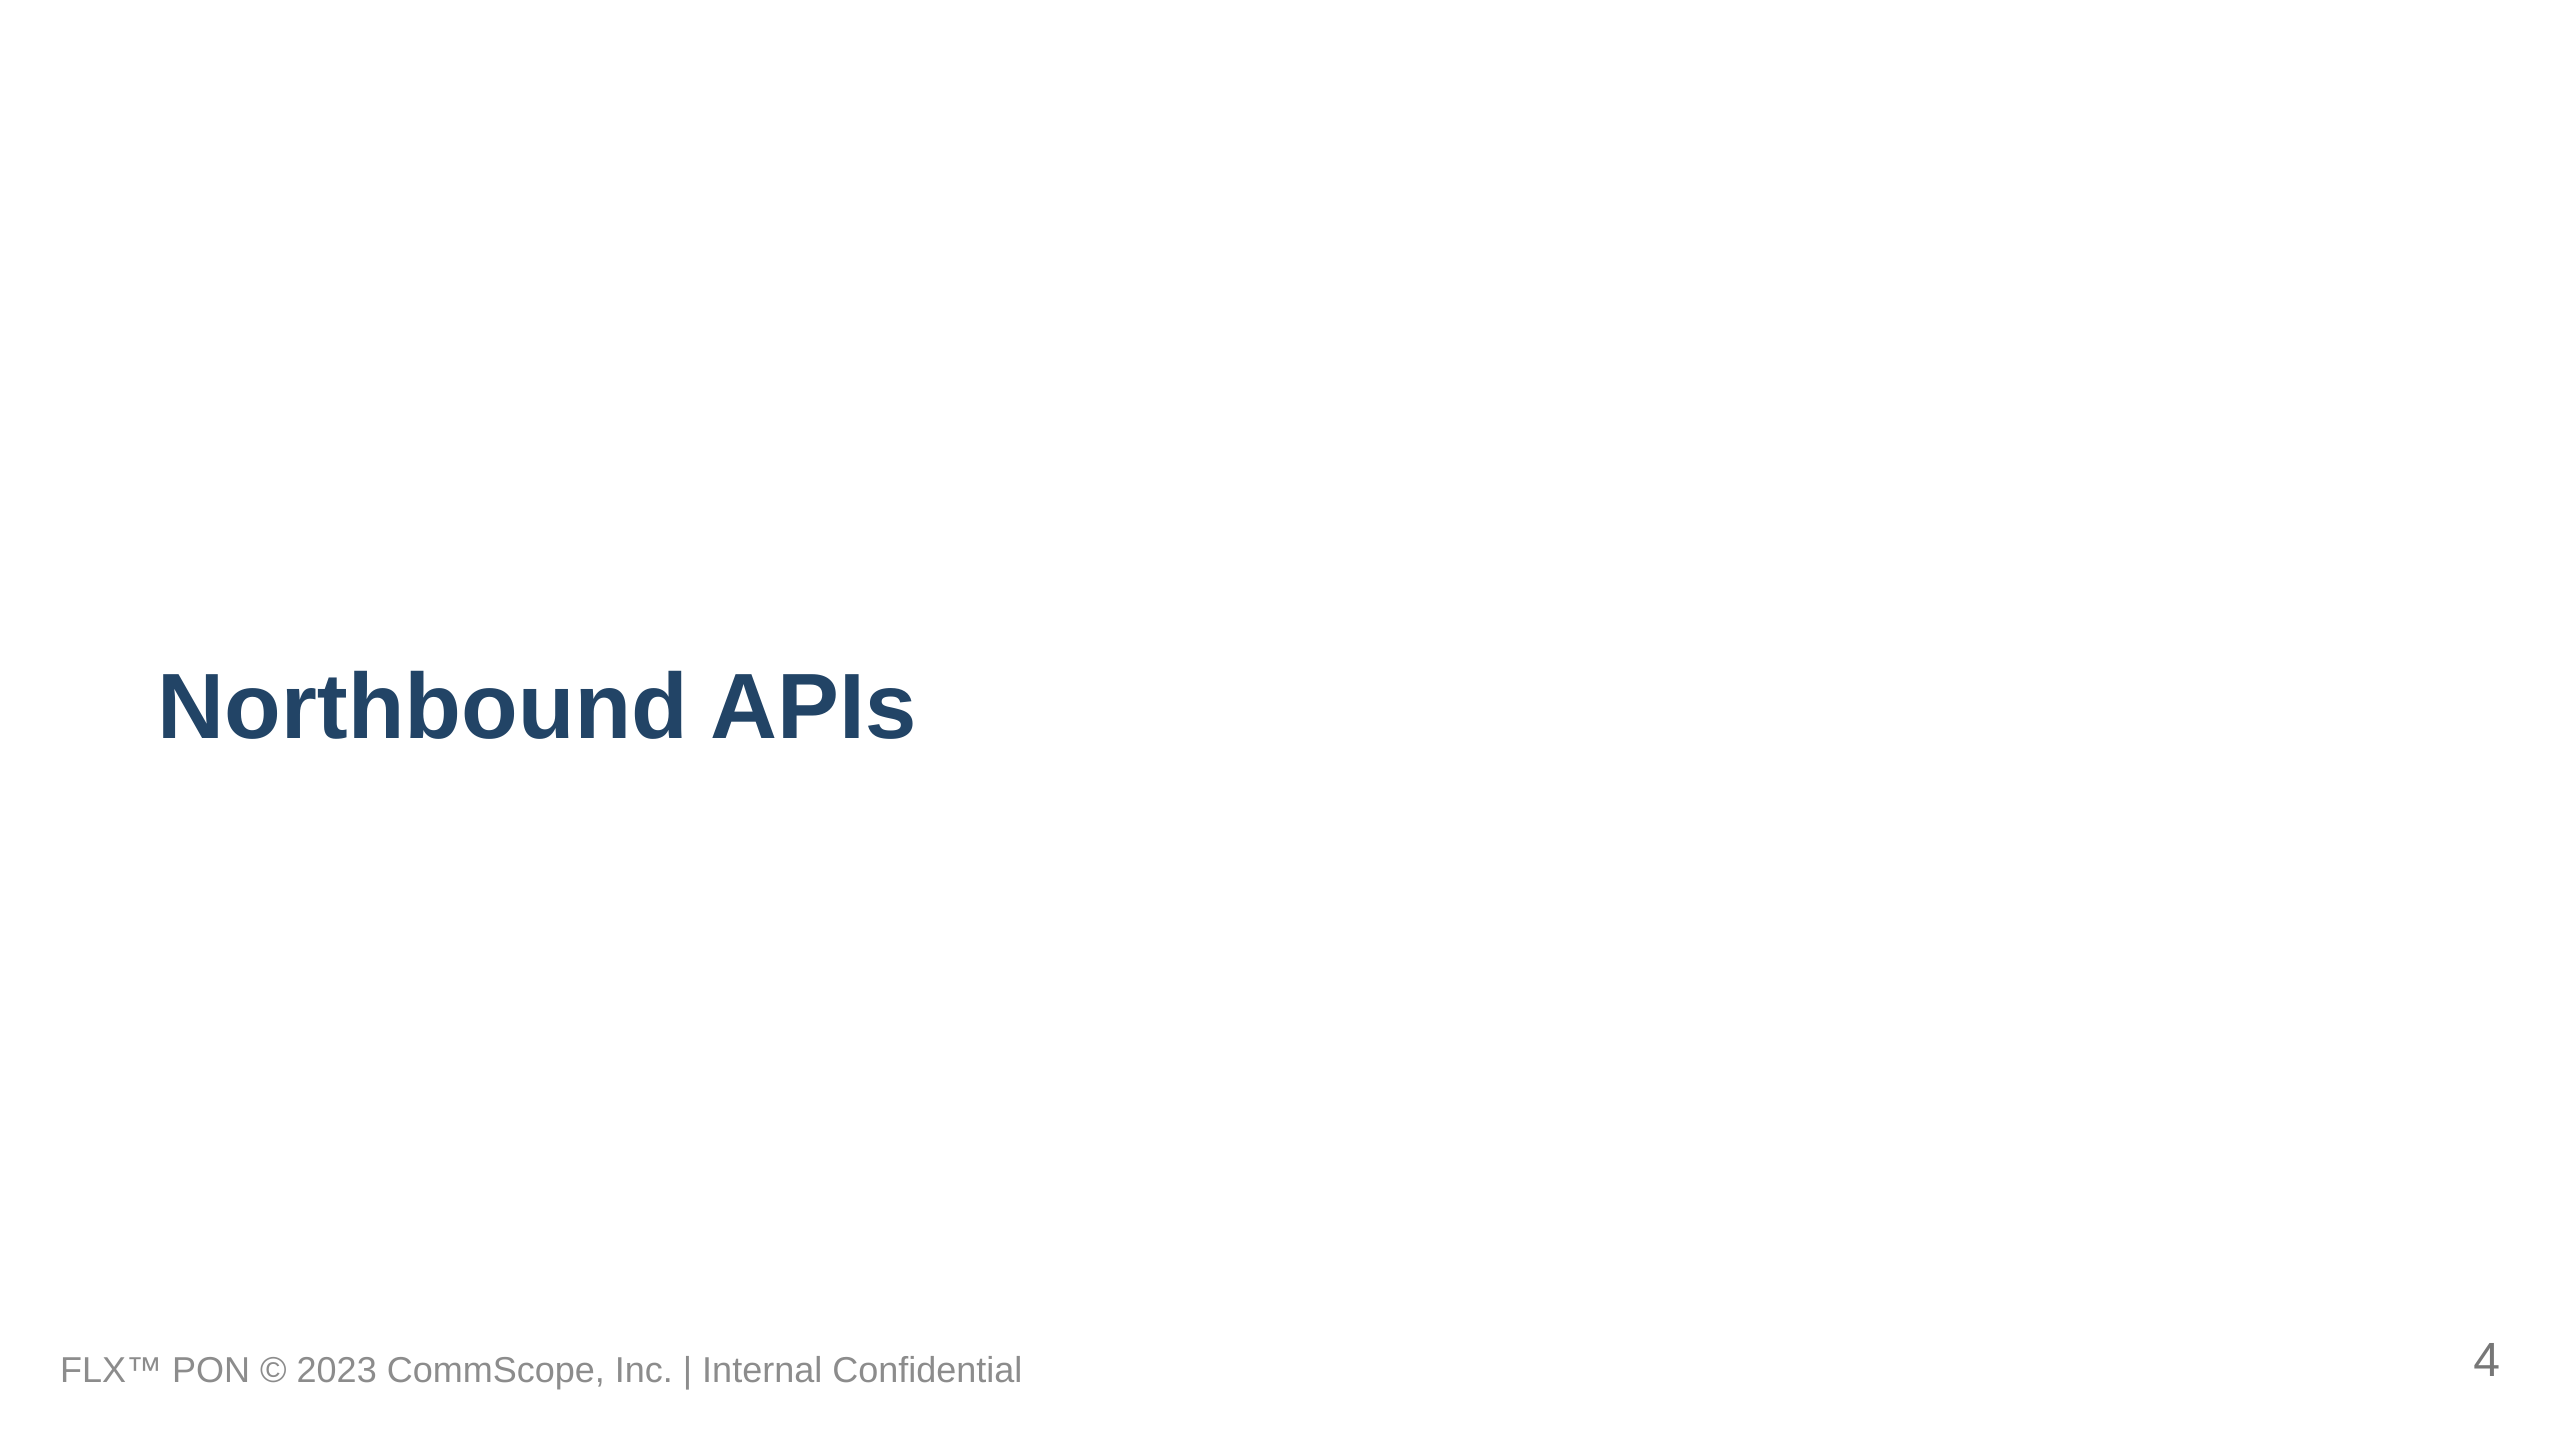 Northbound APIs
FLX™ PON © 2023 CommScope, Inc. | Internal Confidential
4